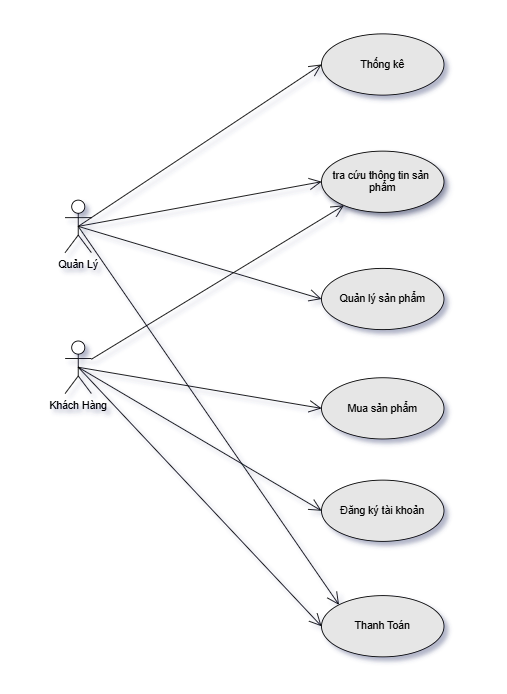 Thống kê
tra cứu thông tin sản
phẩm
Quản Lý
Quản lý sản phẩm
Khách Hàng
Mua sản phẩm
Đăng ký tài khoản
Thanh Toán